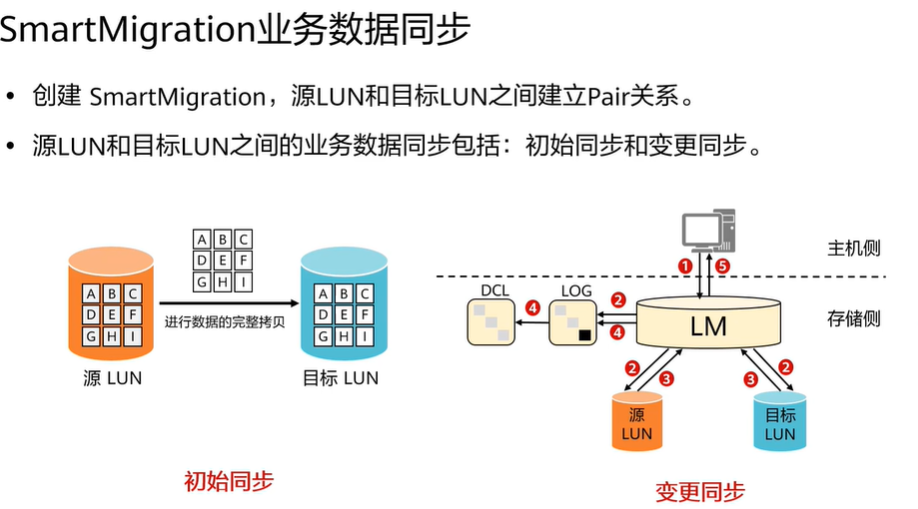 SmartMigration业务数据同步
• 创建 SmartMigration，源LUN和目标LUN之间建立Pair关系。
• 源LUN和目标LUN之间的业务数据同步包括：初始同步和变更同步。
A B C
D E F
G H I
A B C
D E F
G H I
进行数据的完整拷贝
A B C
D E F
G H I
源 LUN
目标 LUN
初始同步
主机侧
1 5
存储侧
DCL
LOG
4
2
4
LM
2
3
3
2
源
LUN
目标
LUN
变更同步